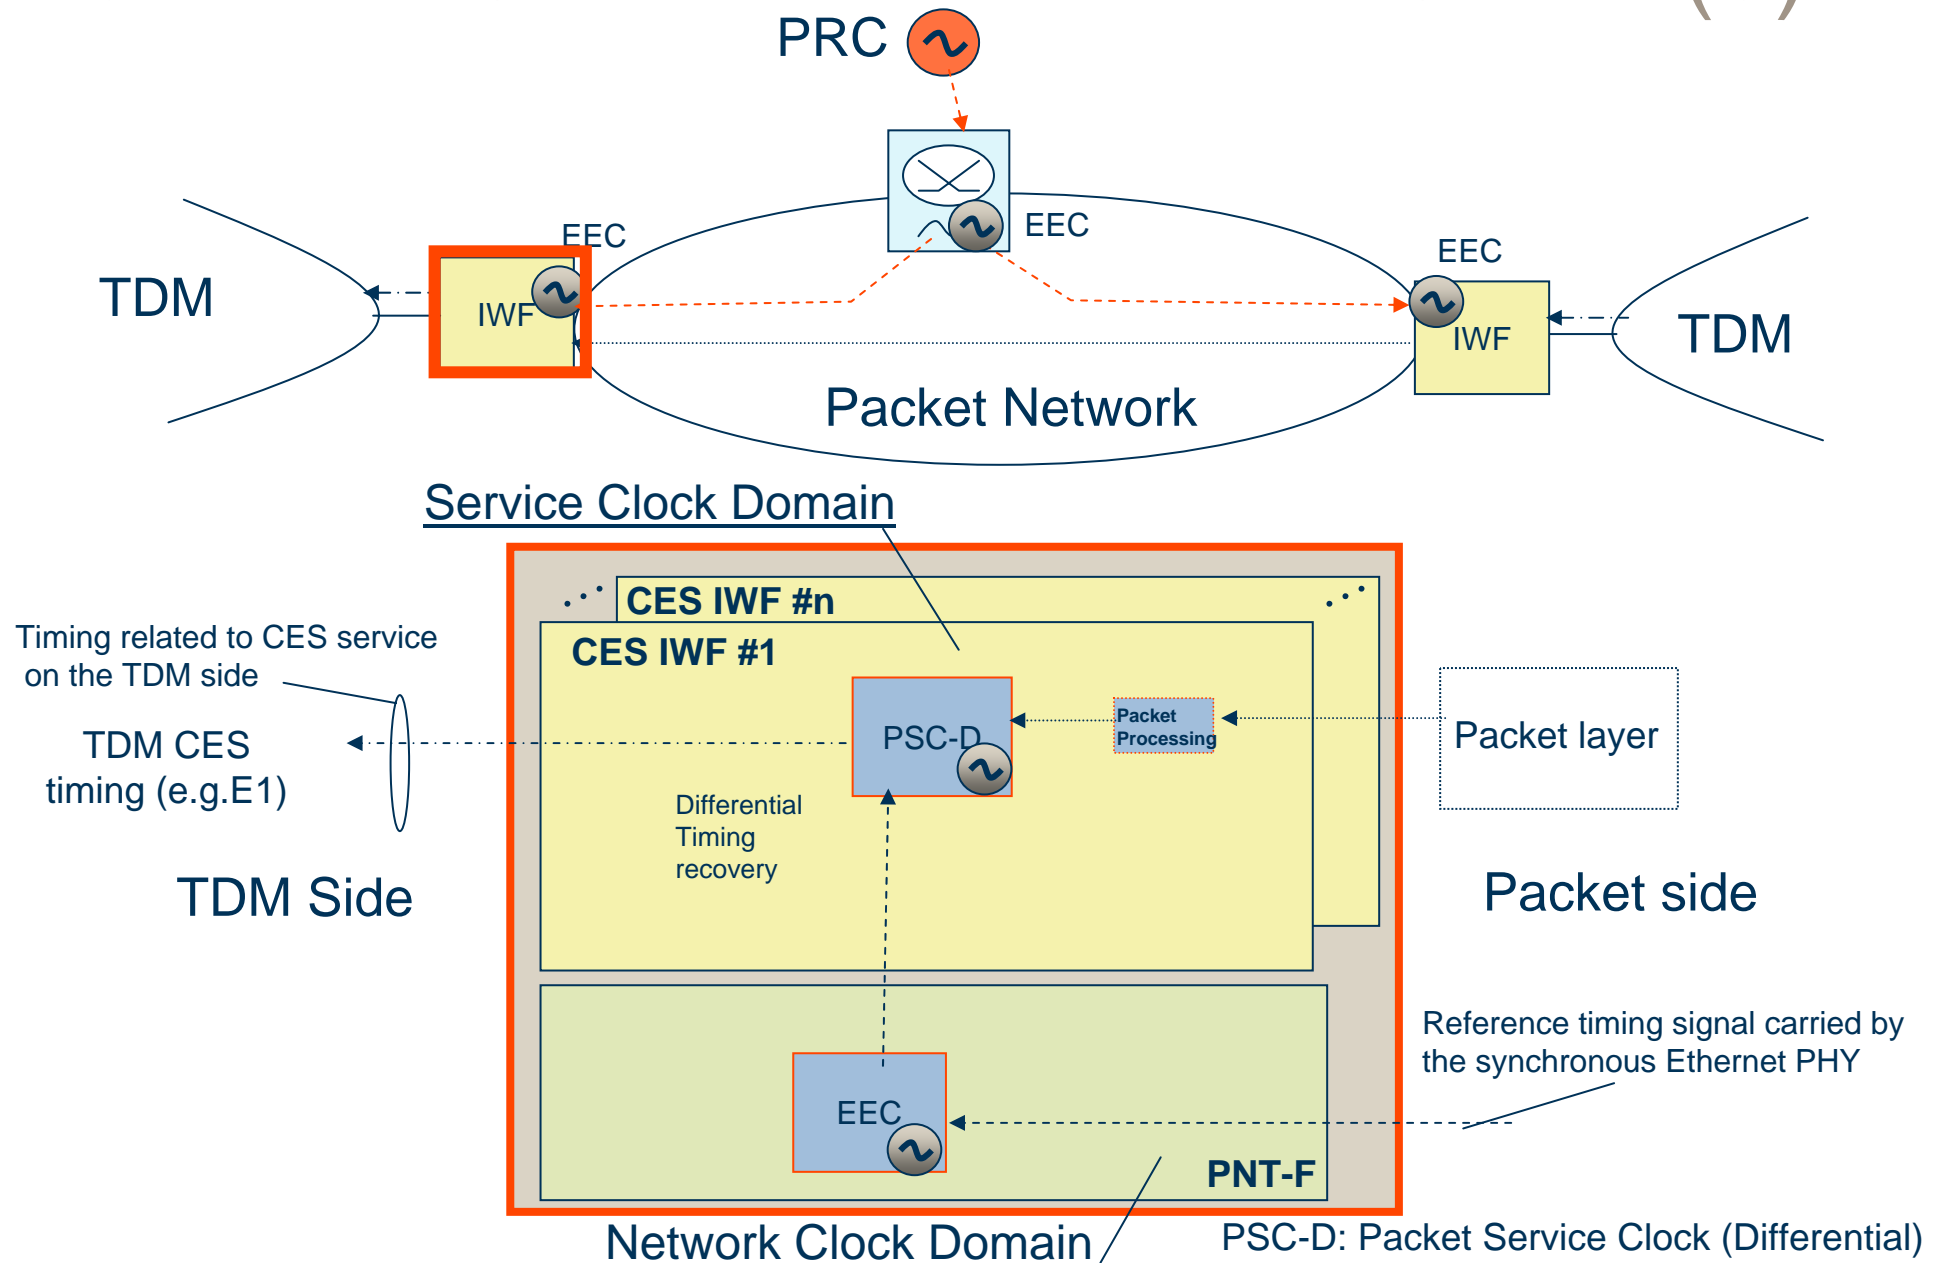 PRC
EEC
EEC
EEC
TDM
IWF
IWF
TDM
Packet Network
Service Clock Domain
CES IWF #n
CES IWF #1
Timing related to CES service
on the TDM side
TDM CES
timing (e.g.E1)
PSC-D
Packet
Processing
Packet layer
Differential
Timing
recovery
TDM Side
Packet side
Reference timing signal carried by
the synchronous Ethernet PHY
EEC
PNT-F
Network Clock Domain
PSC-D: Packet Service Clock (Differential)